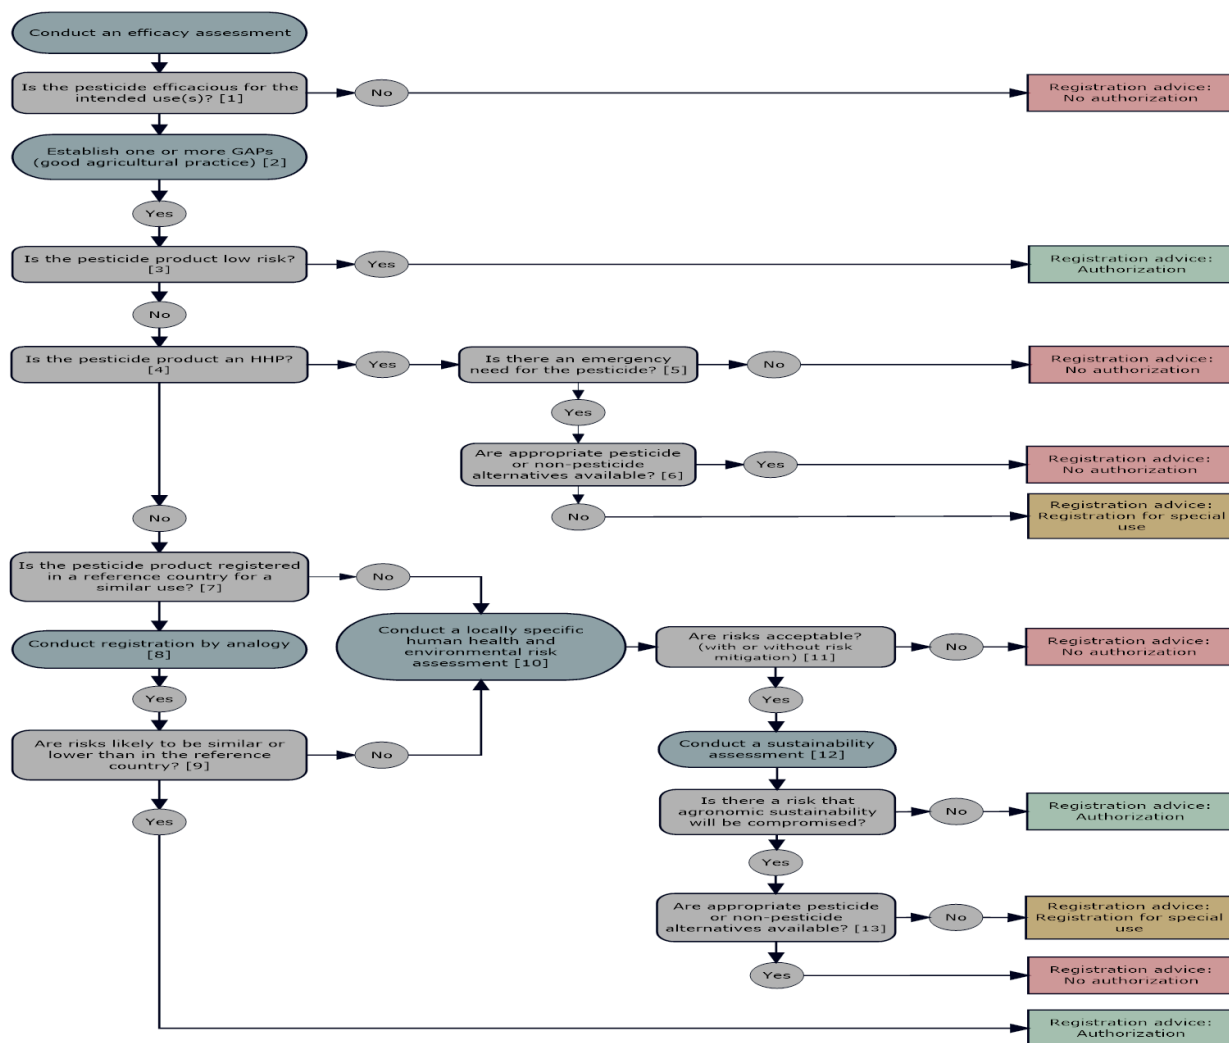 Conduct an efficacy assessment
Is the pesticide efficacious for the
intended use(s)? [1]
No
Registration advice:
No authorization
Establish one or more GAPs
(good agricultural practice) [2]
Yes
Is the pesticide product low risk?
[3]
Yes
Registration advice:
Authorization
No
Is the pesticide product an HHP?
[4]
Yes
Is there an emergency
need for the pesticide? [5]
No
Registration advice:
No authorization
Yes
Are appropriate pesticide
or non-pesticide
alternatives available? [6]
Yes
Registration advice:
No authorization
No
Registration advice:
Registration for special
use
No
Is the pesticide product registered
in a reference country for a
similar use? [7]
No
Conduct registration by analogy
[8]
Yes
Are risks likely to be similar or
lower than in the reference
country? [9]
No
Conduct a locally specific
human health and
environmental risk
assessment [10]
Are risks acceptable?
(with or without risk
mitigation) [11]
No
Registration advice:
No authorization
Yes
Conduct a sustainability
assessment [12]
Is there a risk that
agronomic sustainability
will be compromised?
No
Registration advice:
Authorization
Yes
Are appropriate pesticide
or non-pesticide
alternatives available? [13]
No
Registration advice:
Registration for special
use
Yes
Registration advice:
No authorization
Yes
Registration advice:
Authorization